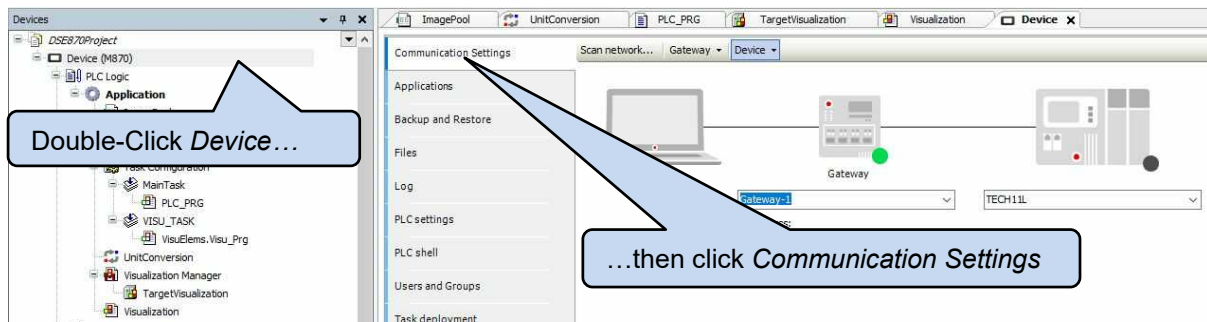 Devices
DSE870Project
Device (M870)
PLC Logic
Application
Double-Click Device…
MainTask
PLC_PRG
VISU_TASK
VisuElems.Visu_Prg
UnitConversion
Visualization Manager
TargetVisualization
Visualization
ImagePool
UnitConversion
PLC_PRG
TargetVisualization
Visualization
Device
Communication Settings
Applications
Backup and Restore
Files
Log
PLC settings
PLC shell
Users and Groups
Task deployment
Scan network...
Gateway
Device
Gateway
Gateway-1
TECH11L
…then click Communication Settings